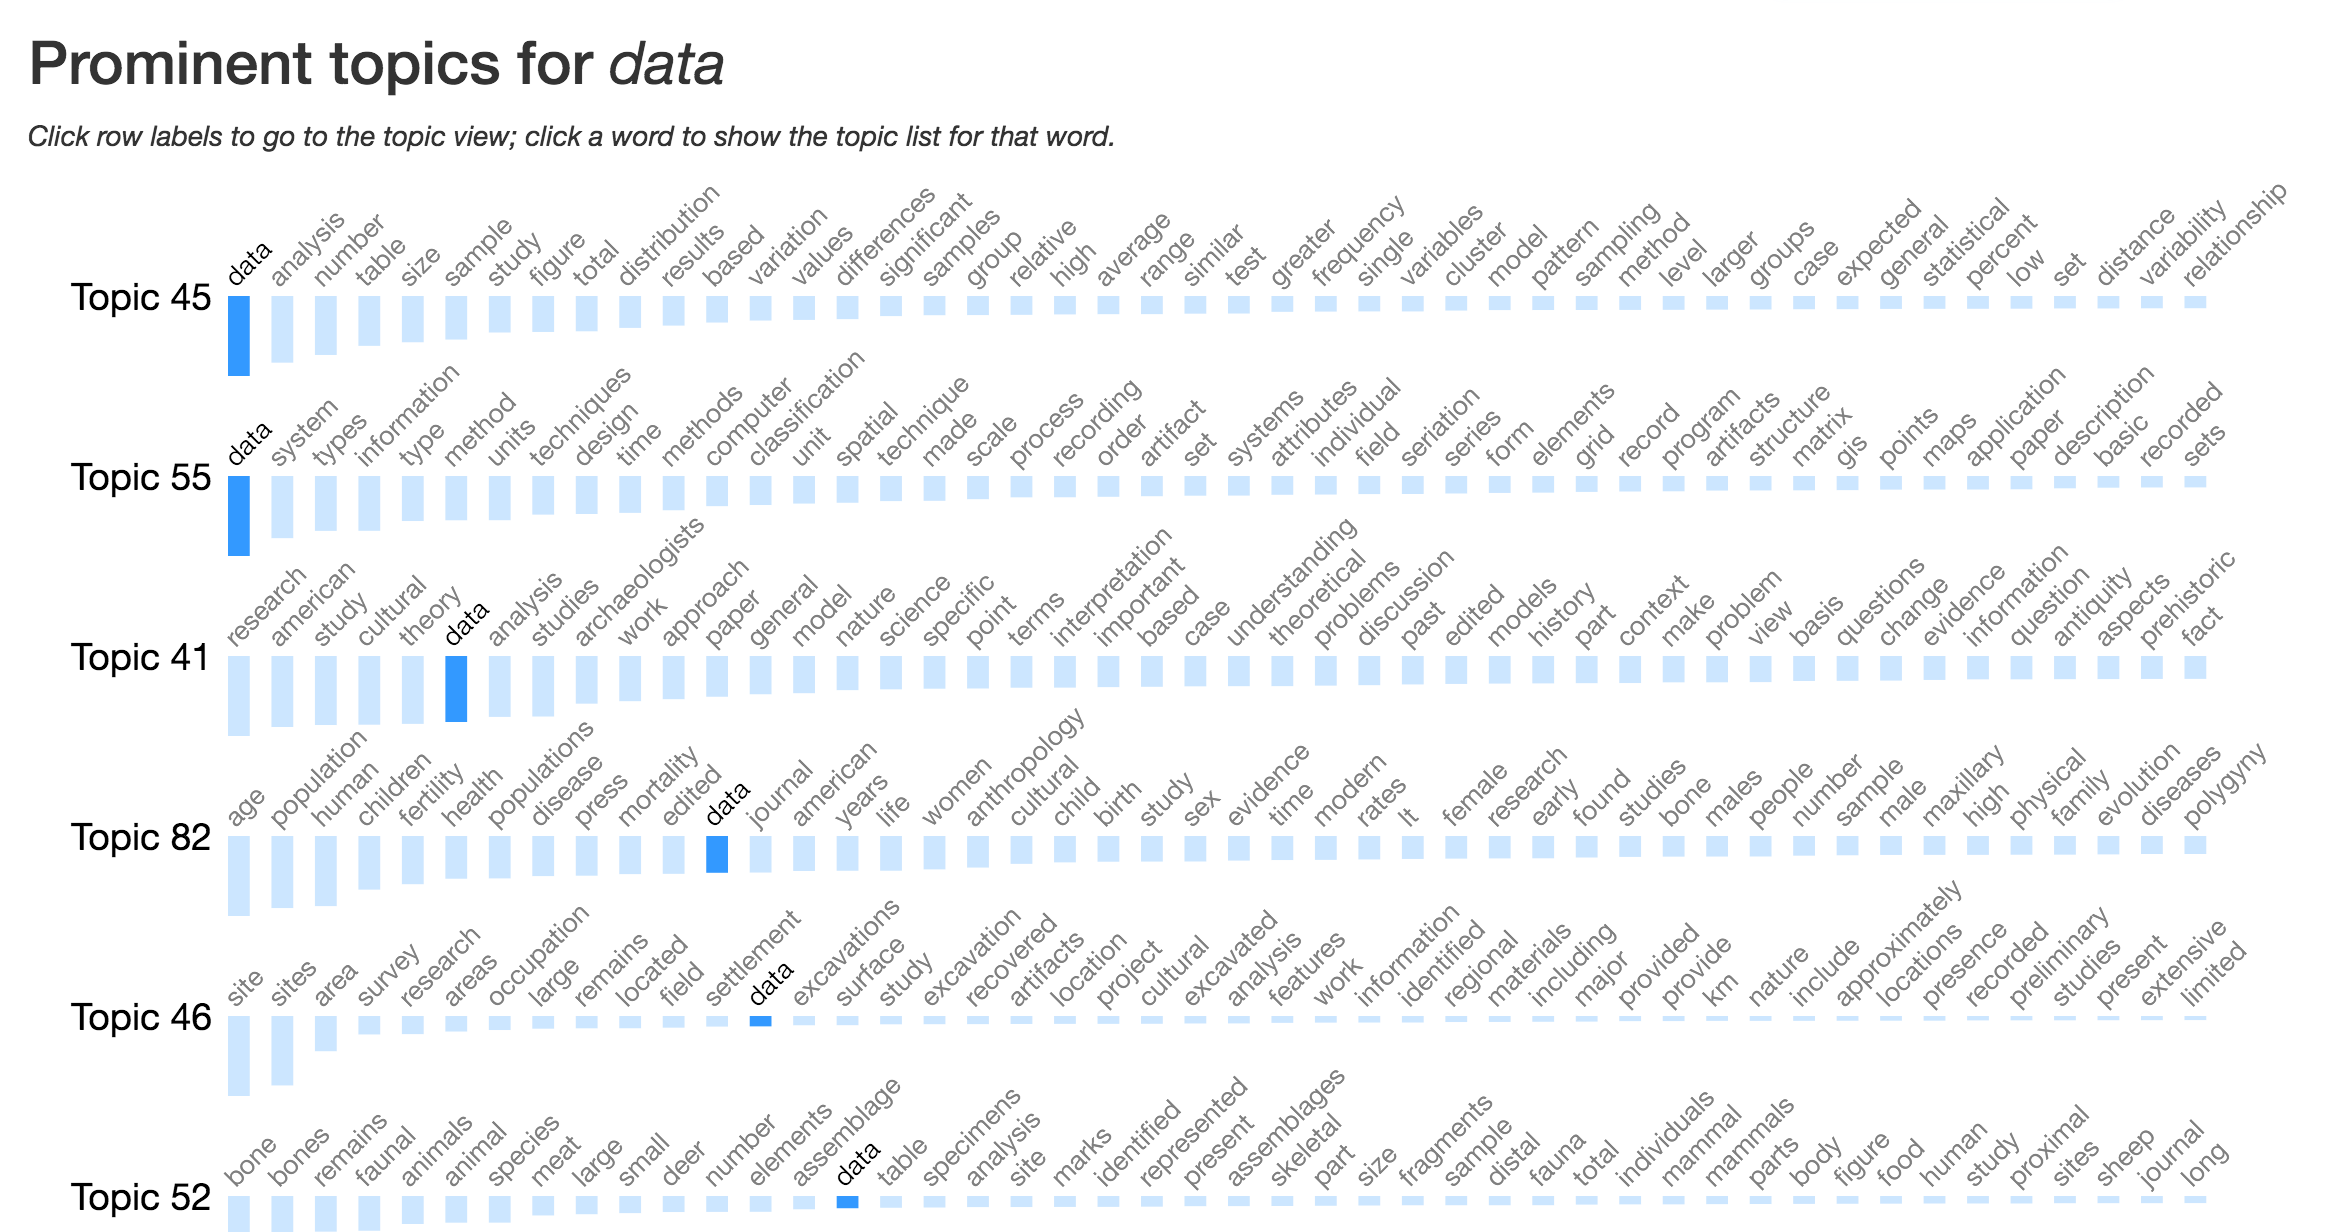 Prominent topics for data
Click row labels to go to the topic view; click a word to show the topic list for that word.
Topic 45 data analysis number table size sample study figure total distribution results based variation values differences significant samples group relative high average range similar test greater frequency single variables cluster model pattern sampling method level larger groups case expected general statistical percent low set distance variability relationship
Topic 55 data system types information type method units techniques design time methods computer classification unit spatial technique made scale process recording order artifact set systems attributes individual field seriation series form elements grid record program artifacts structure matrix gis points maps application paper description basic recorded sets
Topic 41 research american study cultural theory data analysis studies archaeologists work approach paper general model nature science specific point terms interpretation important based case understanding theoretical problems discussion past edited models history part context make problem view basis questions change evidence information question antiquity aspects prehistoric fact
Topic 82 age population human children fertility health populations disease press mortality edited data journal american years life women anthropology cultural child birth study sex evidence time modern rates lt female research early found studies bone males people number sample male maxillary high physical family evolution diseases polygyny
Topic 46 site sites area survey research areas occupation large remains located field settlement data excavations surface study excavation recovered artifacts location project cultural excavated analysis features work information identified regional materials including major provided provide km nature include approximately locations presence recorded preliminary studies present extensive limited
Topic 52 bone bones remains faunal animals animal species meat large small deer number elements assemblage data table specimens analysis site marks identified represented present assemblages skeletal part size fragments sample distal fauna total individuals mammal mammals parts body figure food human study proximal sites sheep journal long